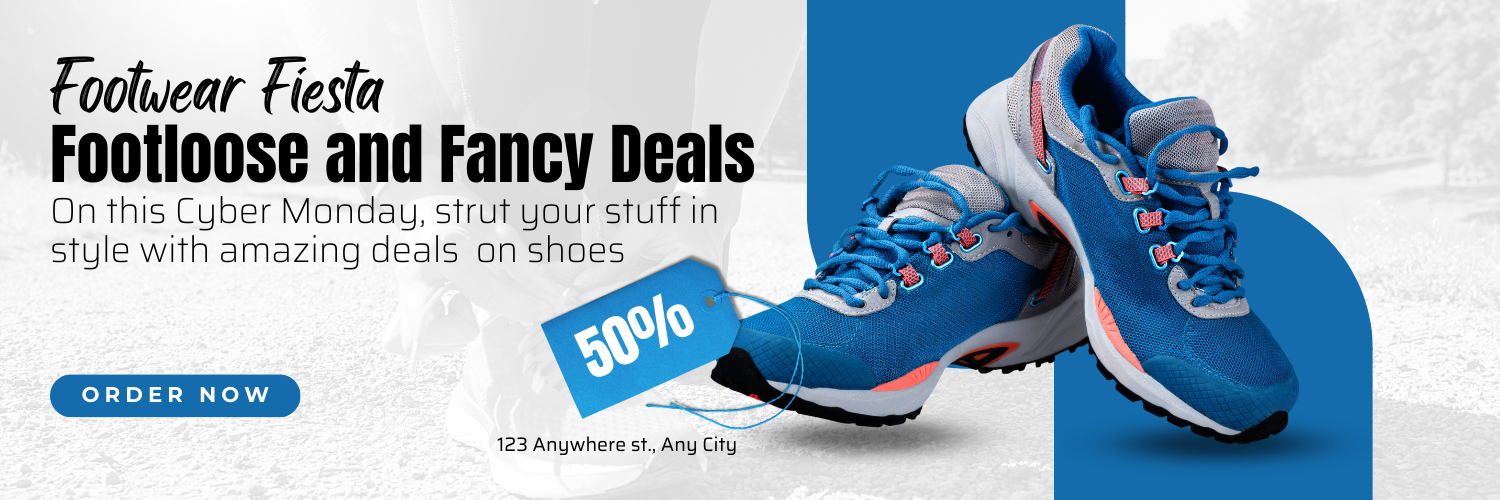 Footwear Fiesta
Footloose and Fancy Deals
On this Cyber Monday, strut your stuff in
style with amazing deals on shoes
50%
ORDER NOW
123 Anywhere st., Any City